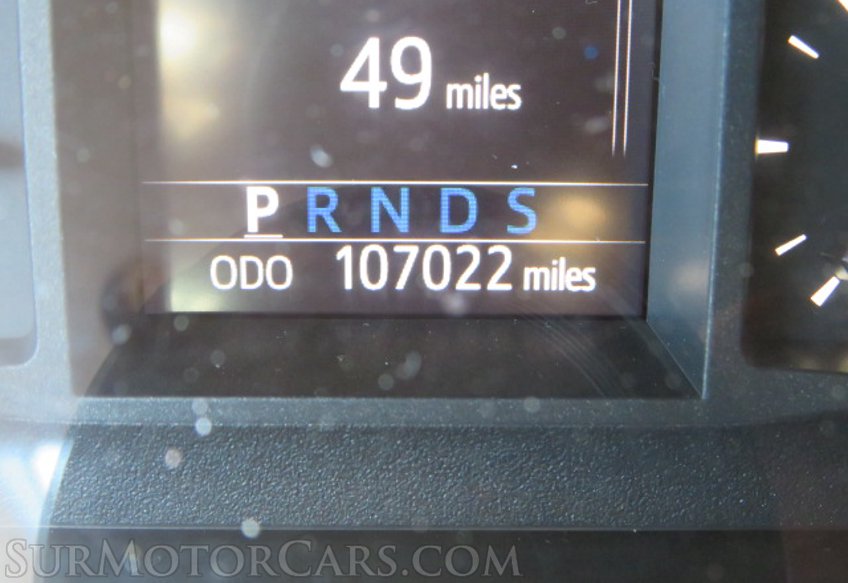 49 miles
P R N D S
ODO 107022 miles
SurMotorCars.com